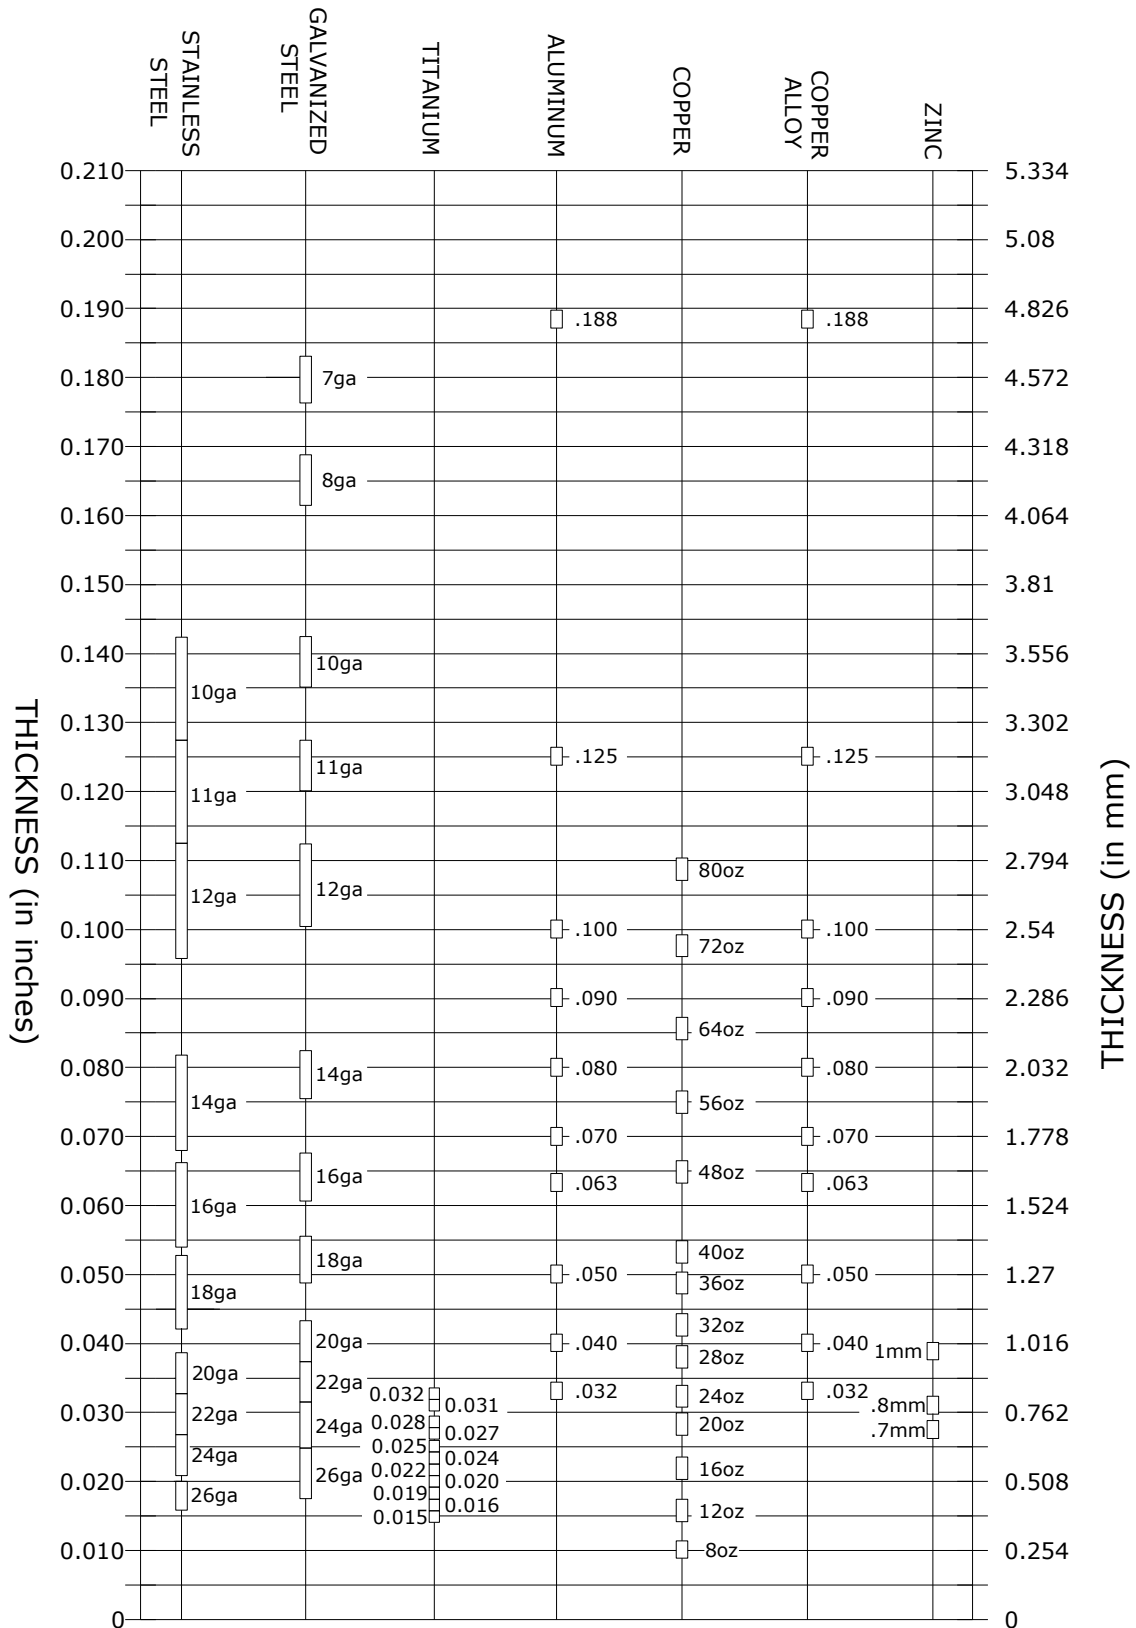 STAINLESS
STEEL
GALVANIZED
STEEL
TITANIUM
ALUMINUM
COPPER
COPPER
ALLOY
ZINC
THICKNESS (in inches)
0.210
0.200
0.190
0.180
0.170
0.160
0.150
0.140
0.130
0.120
0.110
0.100
0.090
0.080
0.070
0.060
0.050
0.040
0.030
0.020
0.010
0
10ga
11ga
12ga
14ga
16ga
18ga
20ga
22ga
24ga
26ga
7ga
8ga
10ga
11ga
12ga
14ga
16ga
18ga
20ga
22ga
24ga
26ga
0.032
0.031
0.028
0.027
0.025
0.024
0.022
0.020
0.019
0.016
0.015
.188
.125
.100
.090
.080
.070
.063
.050
.040
.032
80oz
72oz
64oz
56oz
48oz
40oz
36oz
32oz
28oz
24oz
20oz
16oz
12oz
8oz
.188
.125
.100
.090
.080
.070
.063
.050
.040
.032
1mm
.8mm
.7mm
5.334
5.08
4.826
4.572
4.318
4.064
3.81
3.556
3.302
3.048
2.794
2.54
2.286
2.032
1.778
1.524
1.27
1.016
0.762
0.508
0.254
0
THICKNESS (in mm)